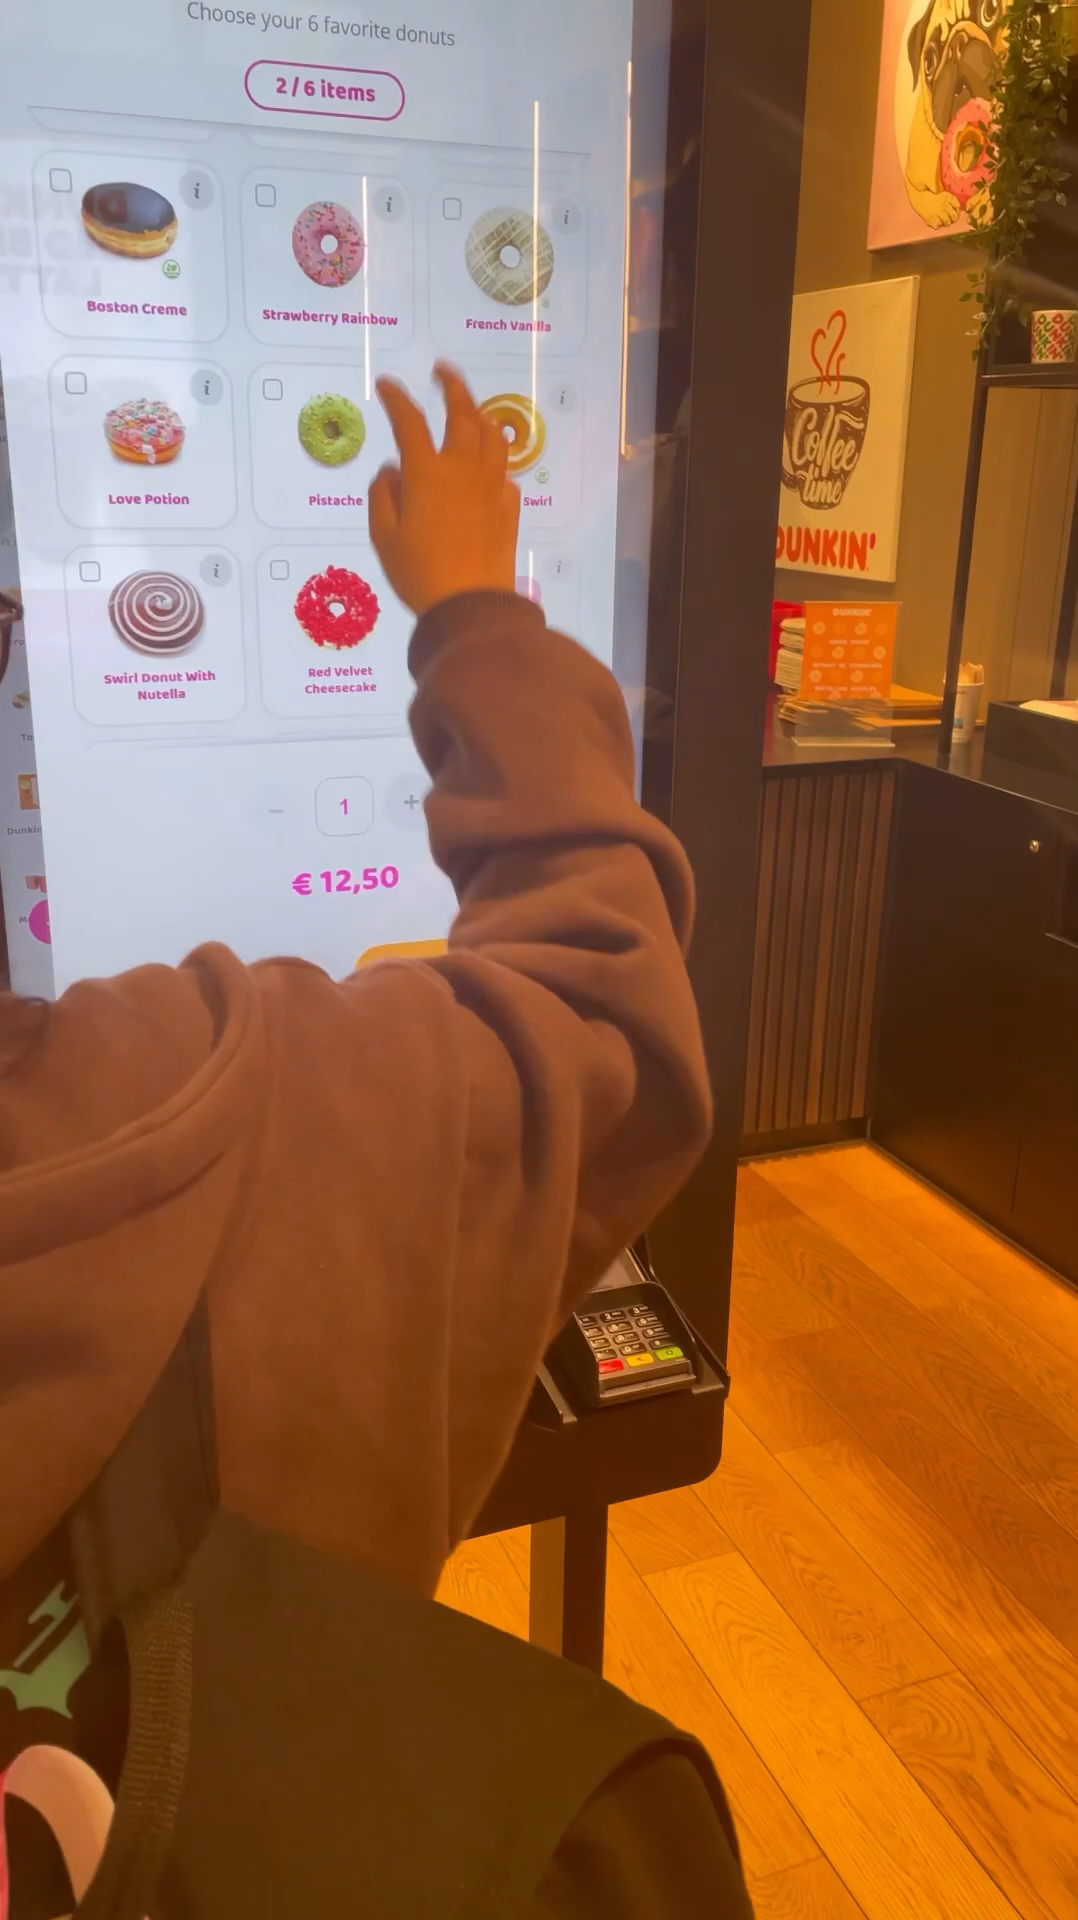 Choose your 6 favorite donuts
2 / 6 items
Boston Creme
Strawberry Rainbow
French Vanilla
Love Potion
Pistache
Swirl
Swirl Donut With
Nutella
Red Velvet
Cheesecake
- 1 +
€ 12,50
Coffee
time
DUNKIN'
DUNKIN'